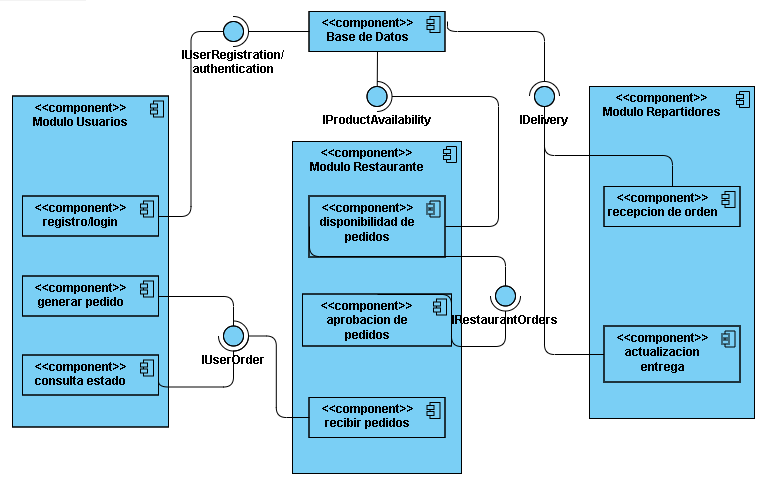 <<component>>
Base de Datos
IUserRegistration/
authentication
IProductAvailability
IDelivery
<<component>>
Modulo Usuarios
<<component>>
registro/login
<<component>>
generar pedido
<<component>>
consulta estado
IUserOrder
<<component>>
Modulo Restaurante
<<component>>
disponibilidad de
pedidos
<<component>>
aprobacion de
pedidos
IRestaurantOrders
<<component>>
recibir pedidos
<<component>>
Modulo Repartidores
<<component>>
recepcion de orden
<<component>>
actualizacion
entrega